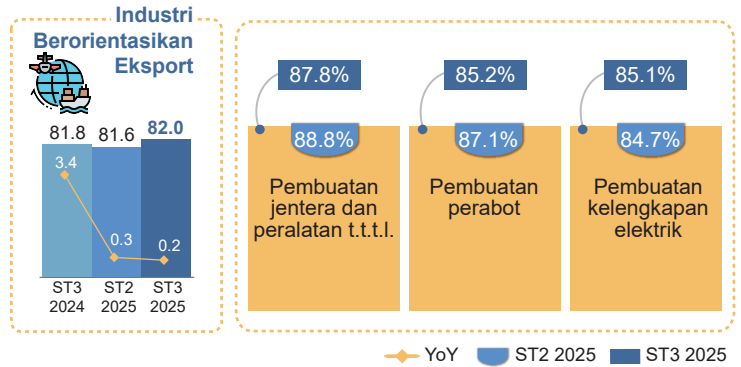 Industri
Berorientasikan
Eksport
81.8
81.6
82.0
3.4
0.3
0.2
ST3
2024
ST2
2025
ST3
2025
87.8%
88.8%
Pembuatan
jentera dan
peralatan t.t.t.l.
85.2%
87.1%
Pembuatan
perabot
85.1%
84.7%
Pembuatan
kelengkapan
elektrik
YoY
ST2 2025
ST3 2025